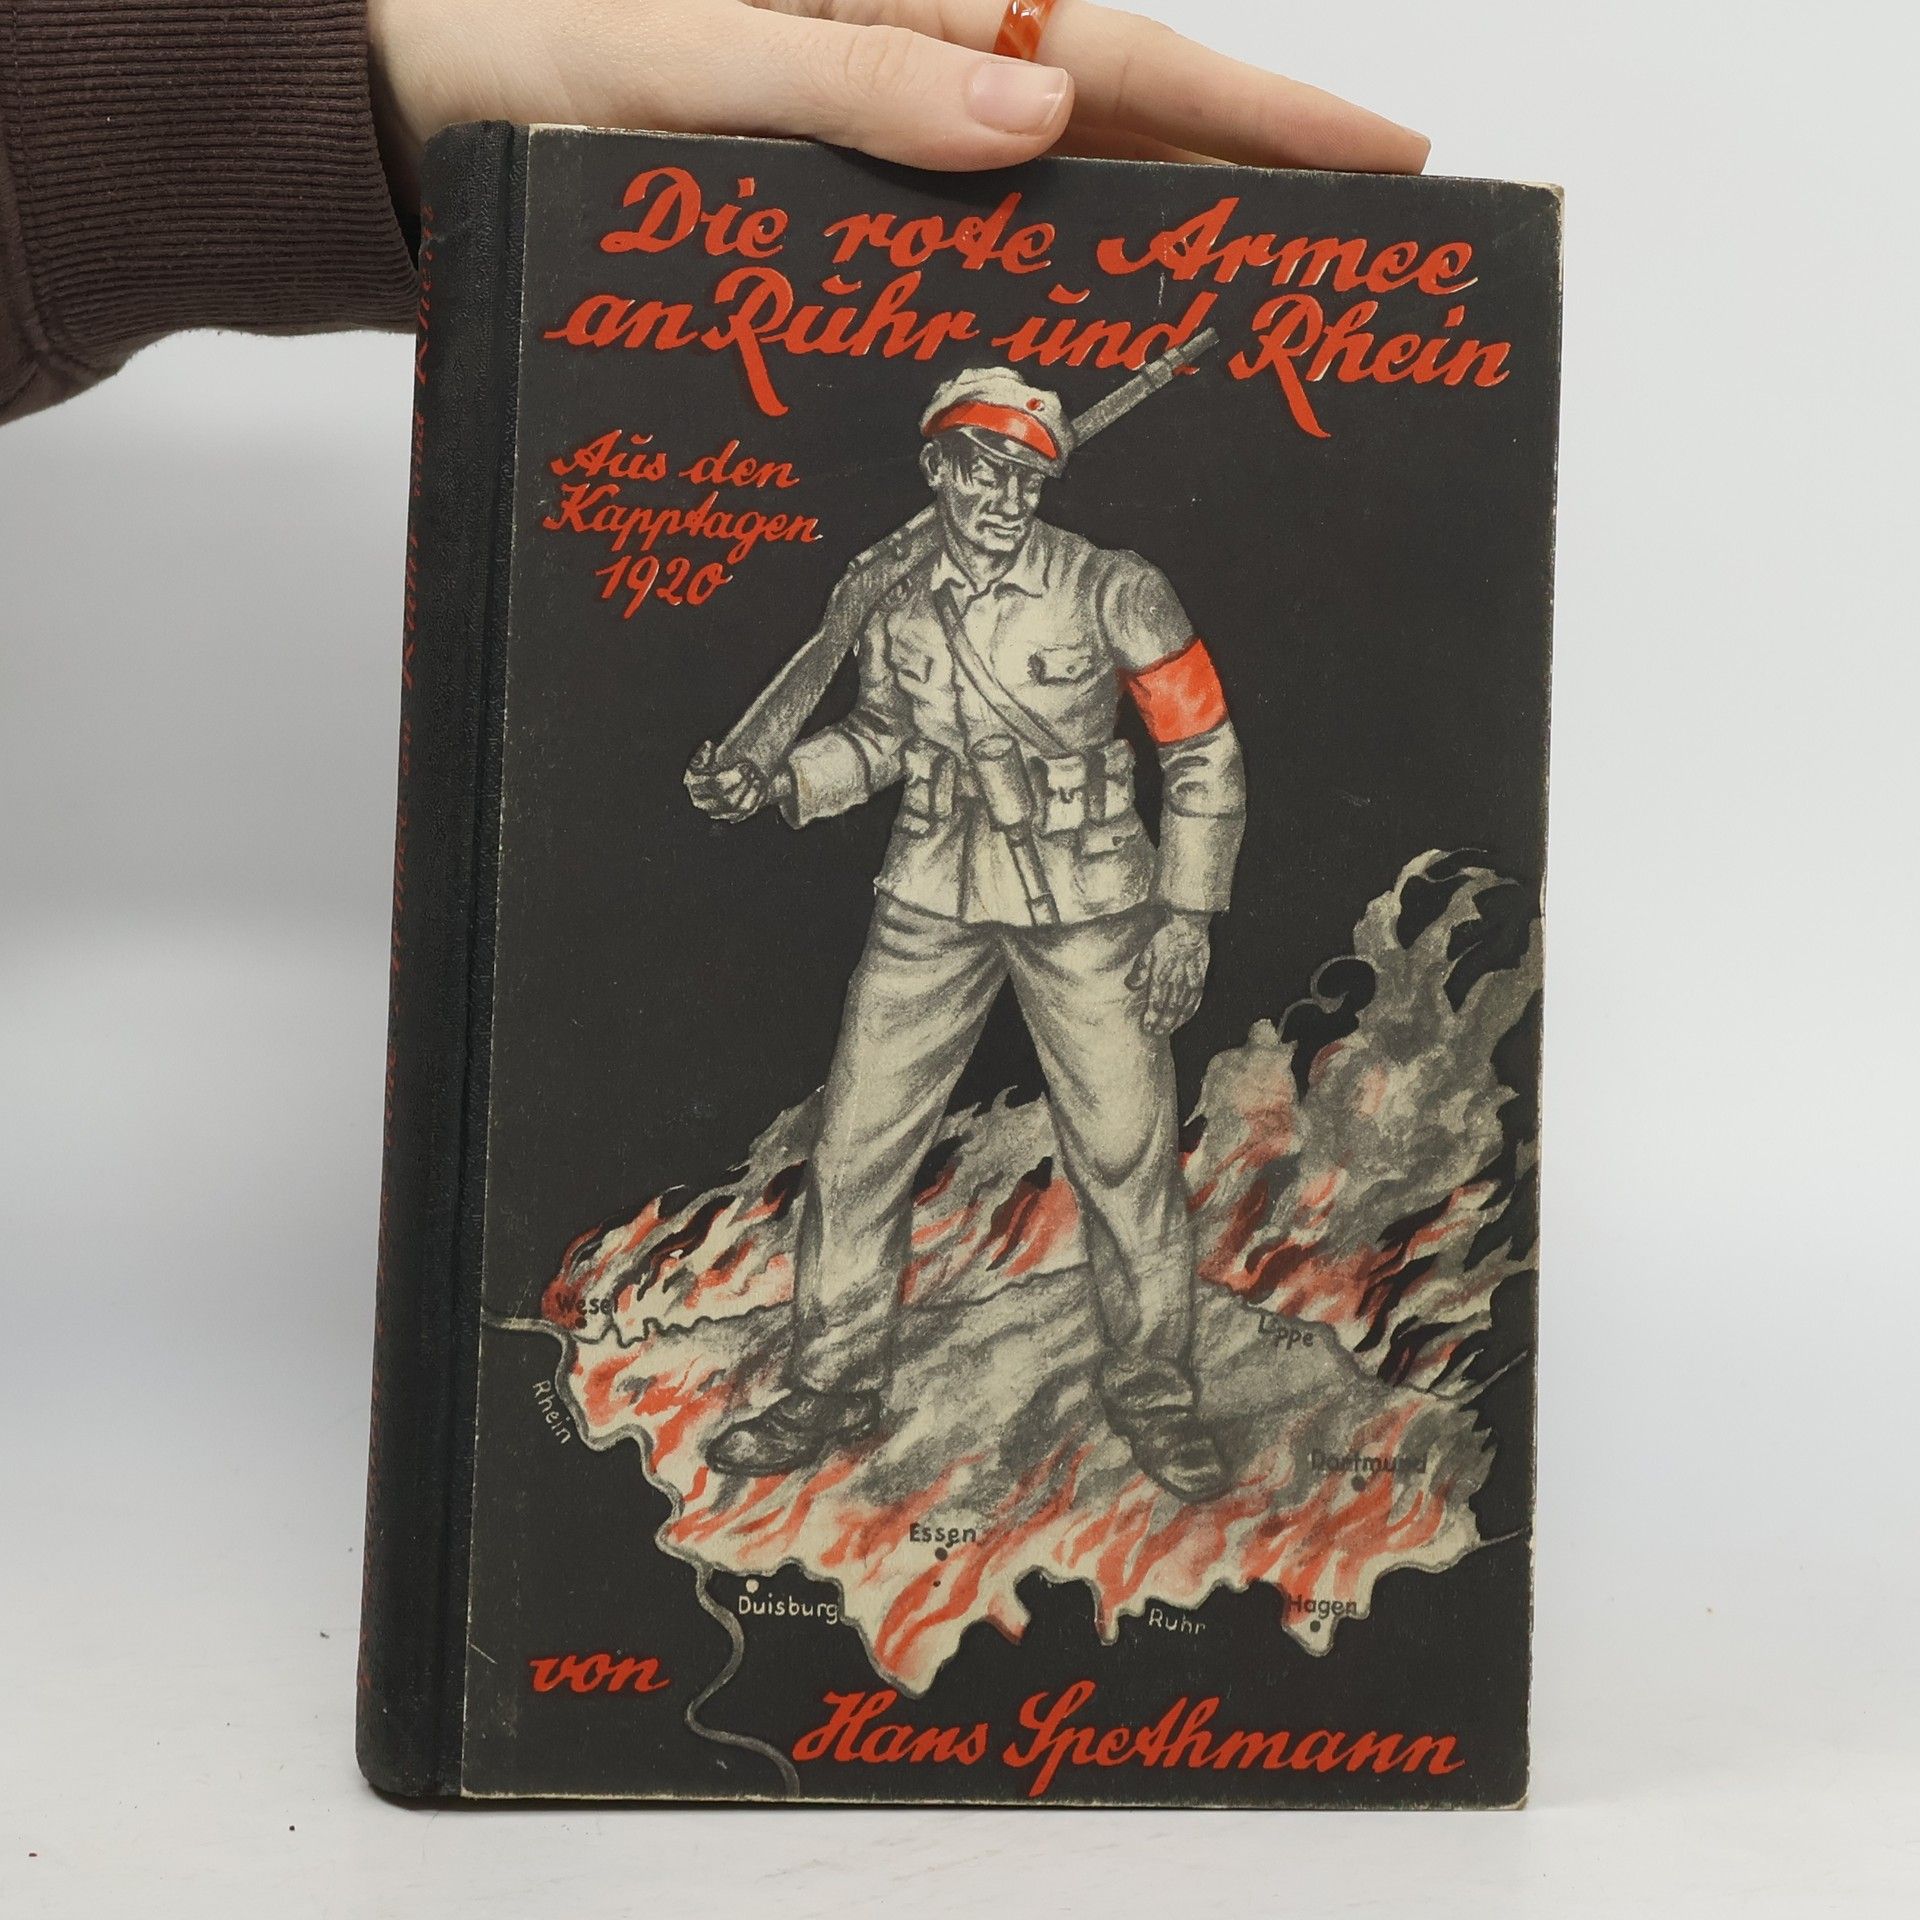 Die rote Armee
an Ruhr und Rhein
Aus den
Kapptagen
1920
Wesel
Lippe
Rhein
Dortmund
Essen
Duisburg
Ruhr
Hagen
von
Hans Spethmann